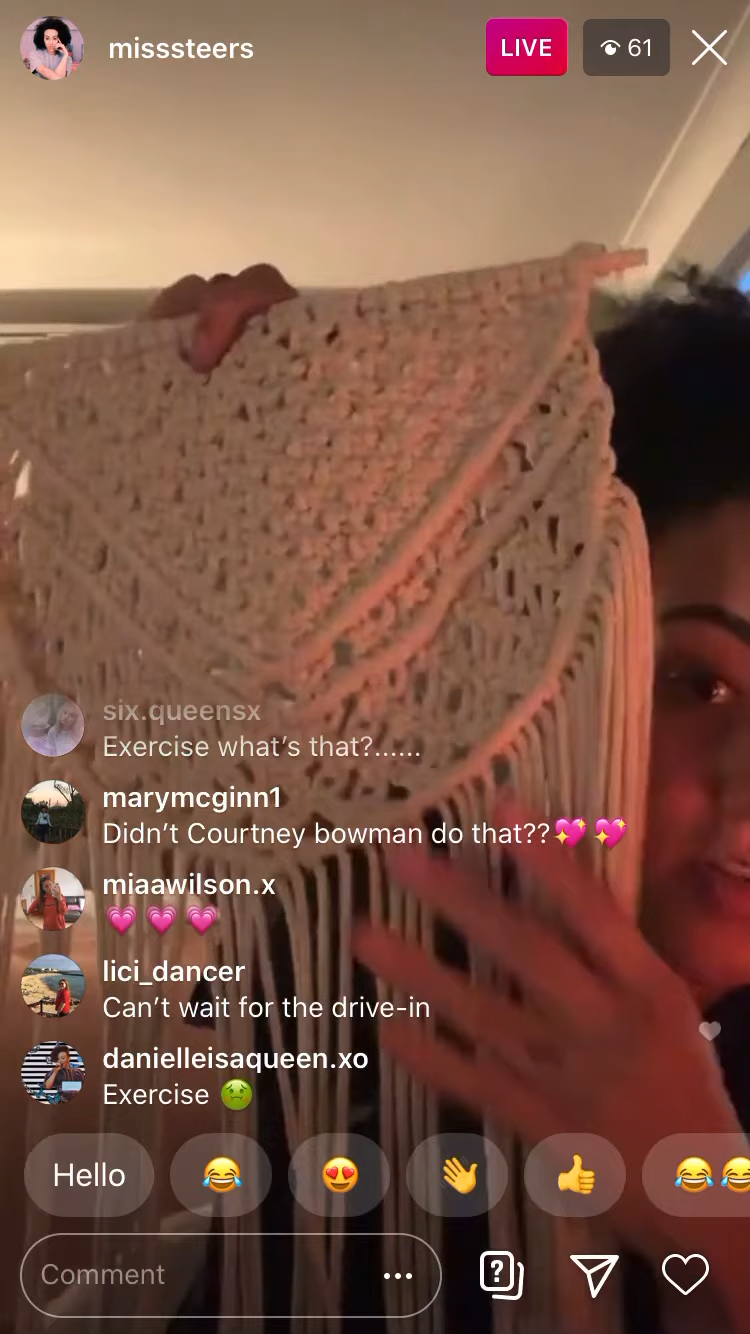 misssteers
LIVE
61
six.queensx
Exercise what’s that?......
marymcginn1
Didn’t Courtney bowman do that??💖💖
miaawilson.x
💗💗💗
lici_dancer
Can’t wait for the drive-in
danielleisaqueen.xo
Exercise 🤢
Hello 😂 😍 👋 👍 😂😂
Comment